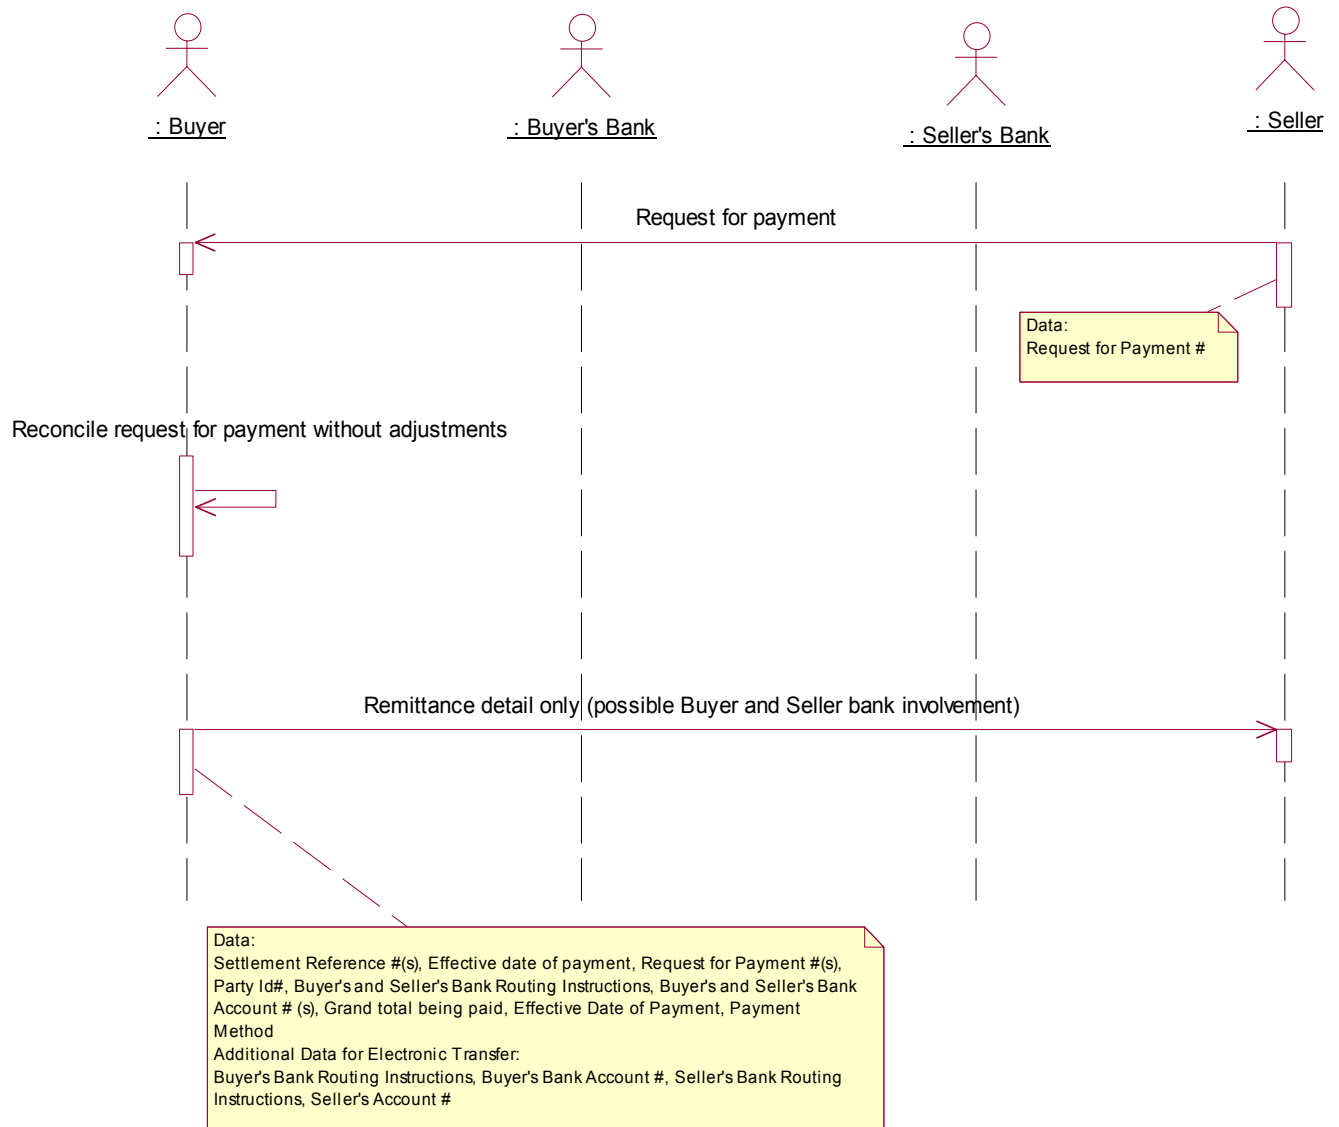 : Buyer
: Buyer's Bank
: Seller's Bank
: Seller
Request for payment
Data:
Request for Payment #
Reconcile request for payment without adjustments
Remittance detail only (possible Buyer and Seller bank involvement)
Data:
Settlement Reference #(s), Effective date of payment, Request for Payment #(s),
Party Id#, Buyer's and Seller's Bank Routing Instructions, Buyer's and Seller's Bank
Account # (s), Grand total being paid, Effective Date of Payment, Payment
Method
Additional Data for Electronic Transfer:
Buyer's Bank Routing Instructions, Buyer's Bank Account #, Seller's Bank Routing
Instructions, Seller's Account #